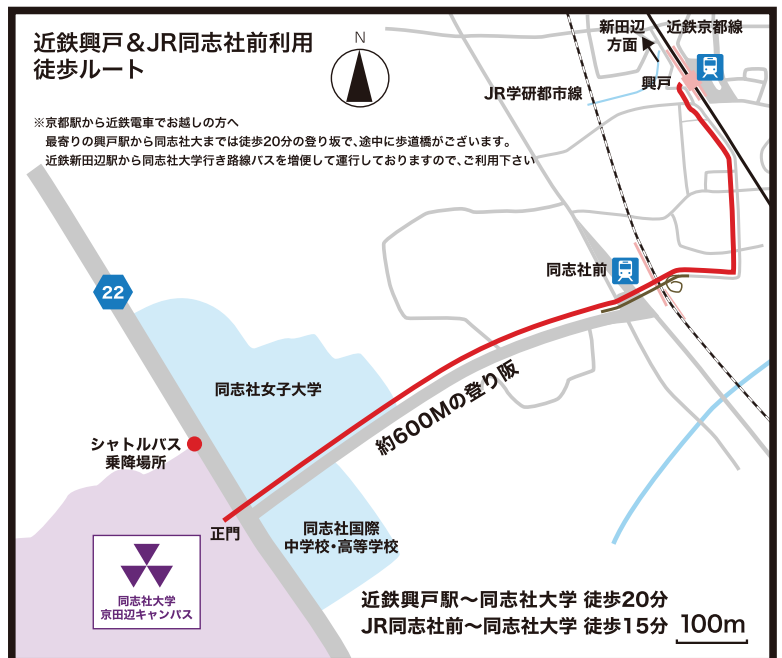 近鉄興戸＆JR同志社前利用
徒歩ルート
N
新田辺
方面
近鉄京都線
興戸
JR学研都市線
※京都駅から近鉄電車でお越しの方へ
最寄りの興戸駅から同志社大までは徒歩20分の登り坂で、途中に歩道橋がございます。
近鉄新田辺駅から同志社大学行き路線バスを増便して運行しておりますので、ご利用下さい
同志社前
22
同志社女子大学
約600Mの登り阪
シャトルバス
乗降場所
正門
同志社国際
中学校・高等学校
同志社大学
京田辺キャンパス
近鉄興戸駅～同志社大学 徒歩20分
JR同志社前～同志社大学 徒歩15分
100m